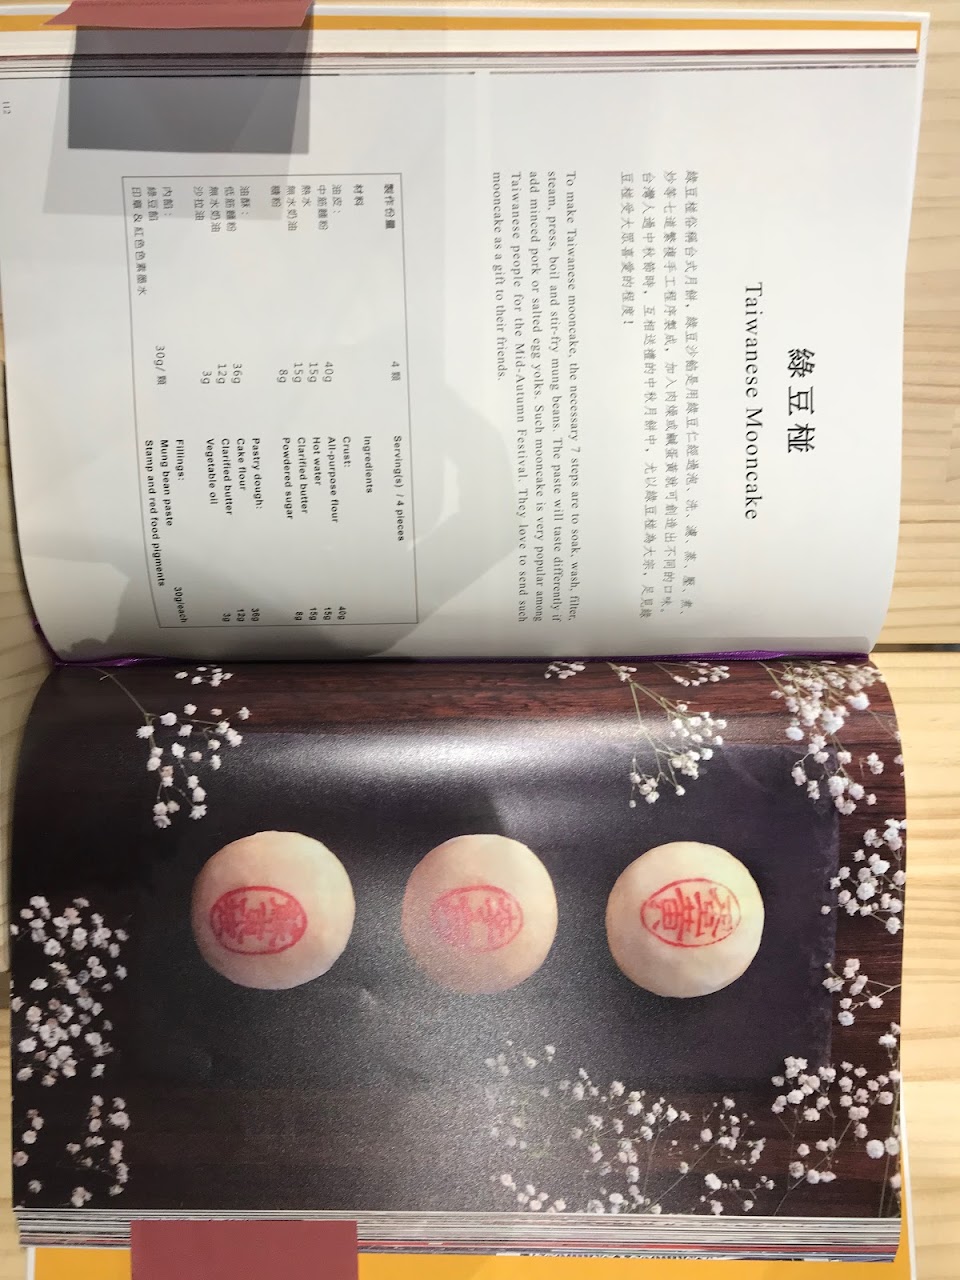 綠豆椪
Taiwanese Mooncake
綠豆椪俗稱台式月餅，綠豆沙餡是用綠豆仁經過泡、洗、濾、蒸、壓、煮、
炒等七道繁複手工程序製成，加入肉燥或鹹蛋黃就可創造出不同的口味。
台灣人過中秋節時，互相送禮的中秋月餅中，尤以綠豆椪為大宗，足見綠
豆椪受大眾喜愛的程度！
To make Taiwanese mooncake, the necessary 7 steps are to soak, wash, filter,
steam, press, boil and stir-fry mung beans. The paste will taste differently if
add minced pork or salted egg yolks. Such mooncake is very popular among
Taiwanese people for the Mid-Autumn Festival. They love to send such
mooncake as a gift to their friends.
製作份量 4 顆
材料
油皮：
中筋麵粉 40g
熱水 15g
無水奶油 15g
糖粉 8g
油酥：
低筋麵粉 36g
無水奶油 12g
沙拉油 3g
內餡：
綠豆餡 30g/ 顆
印章＆紅色色素墨水
Serving(s) / 4 pieces
Ingredients
Crust:
All-purpose flour 40g
Hot water 15g
Clarified butter 15g
Powdered sugar 8g
Pastry dough:
Cake flour 36g
Clarified butter 12g
Vegetable oil 3g
Fillings:
Mung bean paste 30g/each
Stamp and red food pigments
112